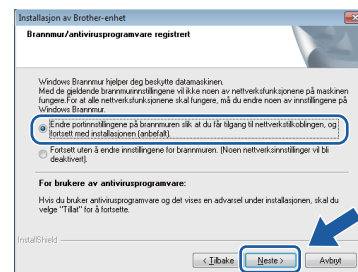 Installasjon av Brother-enhet
Brannmur/antivirusprogramvare registrert
Windows Brannmur hjelper deg beskytte datamaskinen.
Med de gjeldende brannmurinnstillingene vil ikke noen av nettverksfunksjonene på maskinen
fungere.For at alle nettverksfunksjonene skal fungere, må du endre noen av innstillingene på
Windows Brannmur.
Endre portinnstillingene på brannmuren slik at du får tilgang til nettverkstilkoblingen, og
fortsett med installasjonen (anbefalt).
Fortsett uten å endre innstillingene for brannmuren. (Noen nettverksinnstillinger vil bli
deaktivert).
For brukere av antivirusprogramvare:
Hvis du bruker antivirusprogramvare og det vises en advarsel under installasjonen, skal du
velge "Tillat" for å fortsette.
InstallShield
< Tilbake Neste > Avbryt